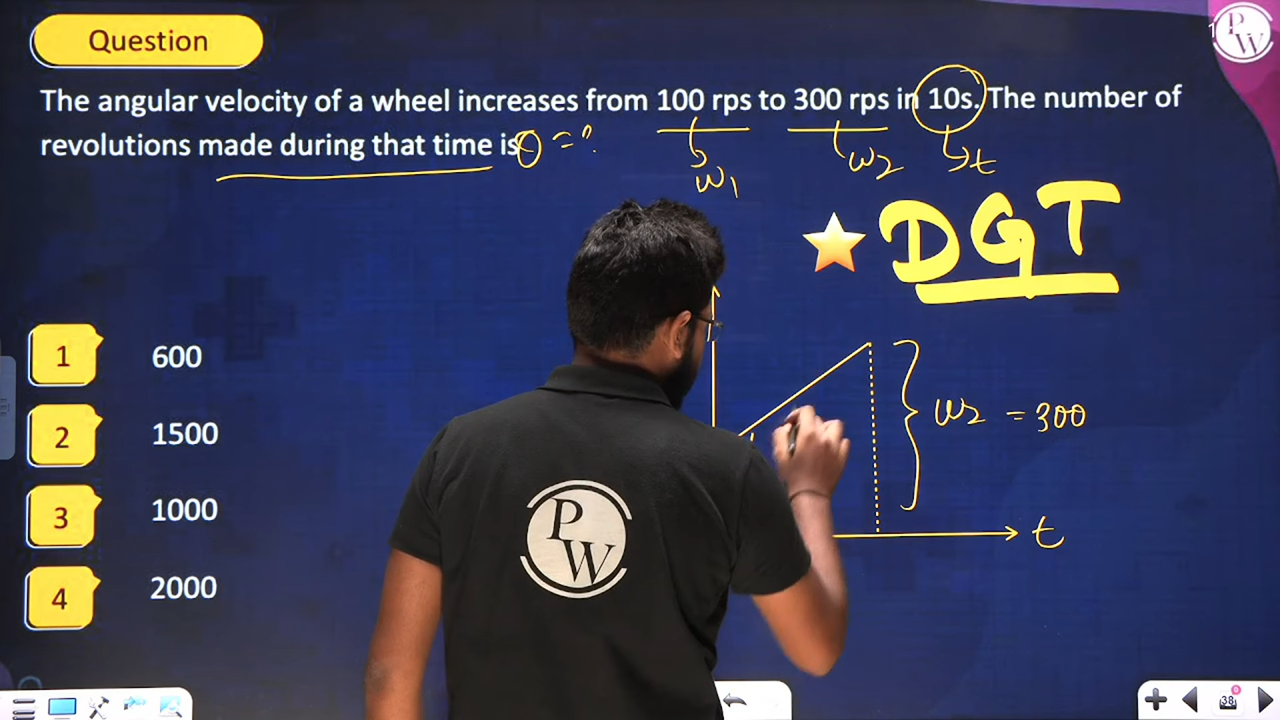 Question
The angular velocity of a wheel increases from 100 rps to 300 rps in 10s. The number of
revolutions made during that time is
θ = ?
ω1
ω2
t
DGT
1 600
2 1500
3 1000
4 2000
ω2 = 300
t
PW
PW
38